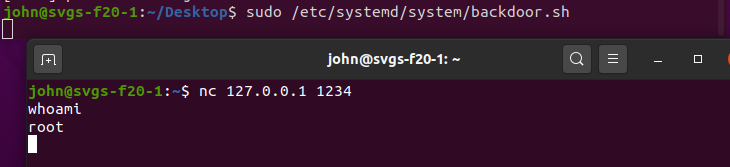 john@svgs-f20-1:~/Desktop$ sudo /etc/systemd/system/backdoor.sh
john@svgs-f20-1: ~
john@svgs-f20-1:~$ nc 127.0.0.1 1234
whoami
root